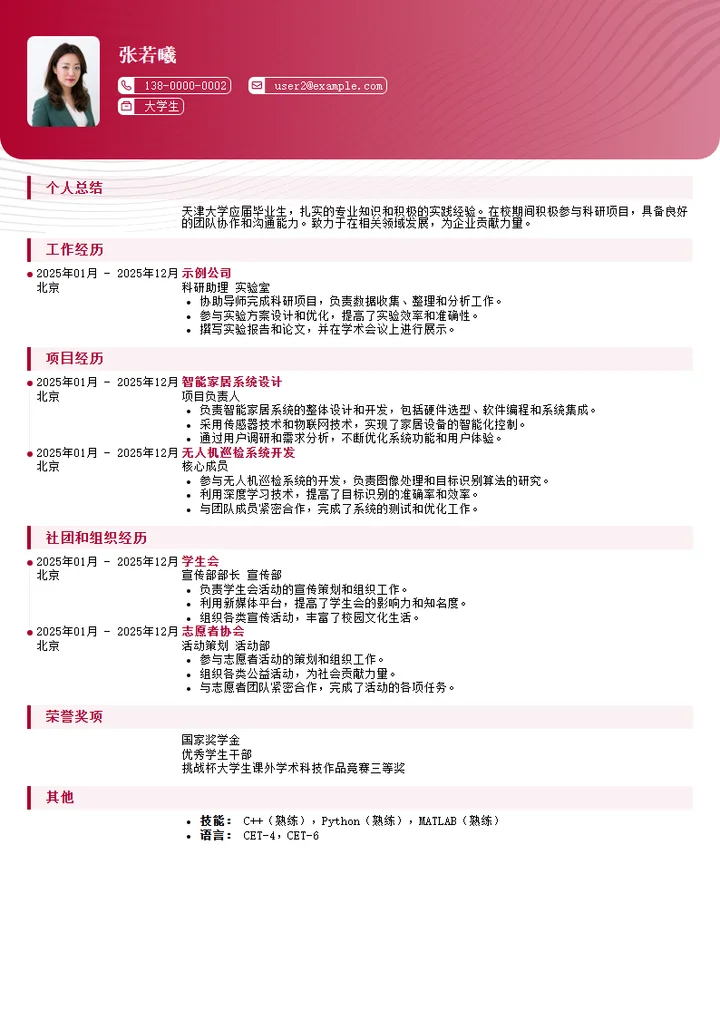 张若曦
138-0000-0002 user2@example.com
大学生
个人总结
天津大学应届毕业生，扎实的专业知识和积极的实践经验。在校期间积极参与科研项目，具备良好
的团队协作和沟通能力。致力于在相关领域发展，为企业贡献力量。
工作经历
2025年01月 - 2025年12月 示例公司
北京 科研助理 实验室
• 协助导师完成科研项目，负责数据收集、整理和分析工作。
• 参与实验方案设计和优化，提高了实验效率和准确性。
• 撰写实验报告和论文，并在学术会议上进行展示。
项目经历
2025年01月 - 2025年12月 智能家居系统设计
北京 项目负责人
• 负责智能家居系统的整体设计和开发，包括硬件选型、软件编程和系统集成。
• 采用传感器技术和物联网技术，实现了家居设备的智能化控制。
• 通过用户调研和需求分析，不断优化系统功能和用户体验。
2025年01月 - 2025年12月 无人机巡检系统开发
北京 核心成员
• 参与无人机巡检系统的开发，负责图像处理和目标识别算法的研究。
• 利用深度学习技术，提高了目标识别的准确率和效率。
• 与团队成员紧密合作，完成了系统的测试和优化工作。
社团和组织经历
2025年01月 - 2025年12月 学生会
北京 宣传部部长 宣传部
• 负责学生会活动的宣传策划和组织工作。
• 利用新媒体平台，提高了学生会的影响力和知名度。
• 组织各类宣传活动，丰富了校园文化生活。
2025年01月 - 2025年12月 志愿者协会
北京 活动策划 活动部
• 参与志愿者活动的策划和组织工作。
• 组织各类公益活动，为社会贡献力量。
• 与志愿者团队紧密合作，完成了活动的各项任务。
荣誉奖项
国家奖学金
优秀学生干部
挑战杯大学生课外学术科技作品竞赛三等奖
其他
• 技能： C++（熟练），Python（熟练），MATLAB（熟练）
• 语言： CET-4，CET-6